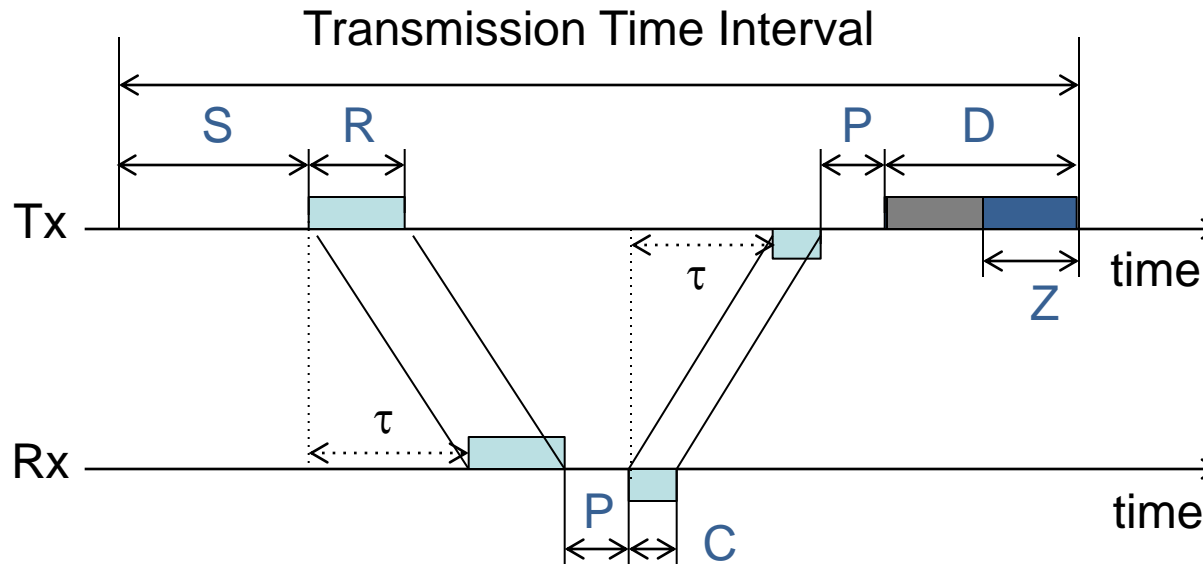 Transmission Time Interval
S R P D
Tx
τ
time
Z
τ
Rx
time
P C